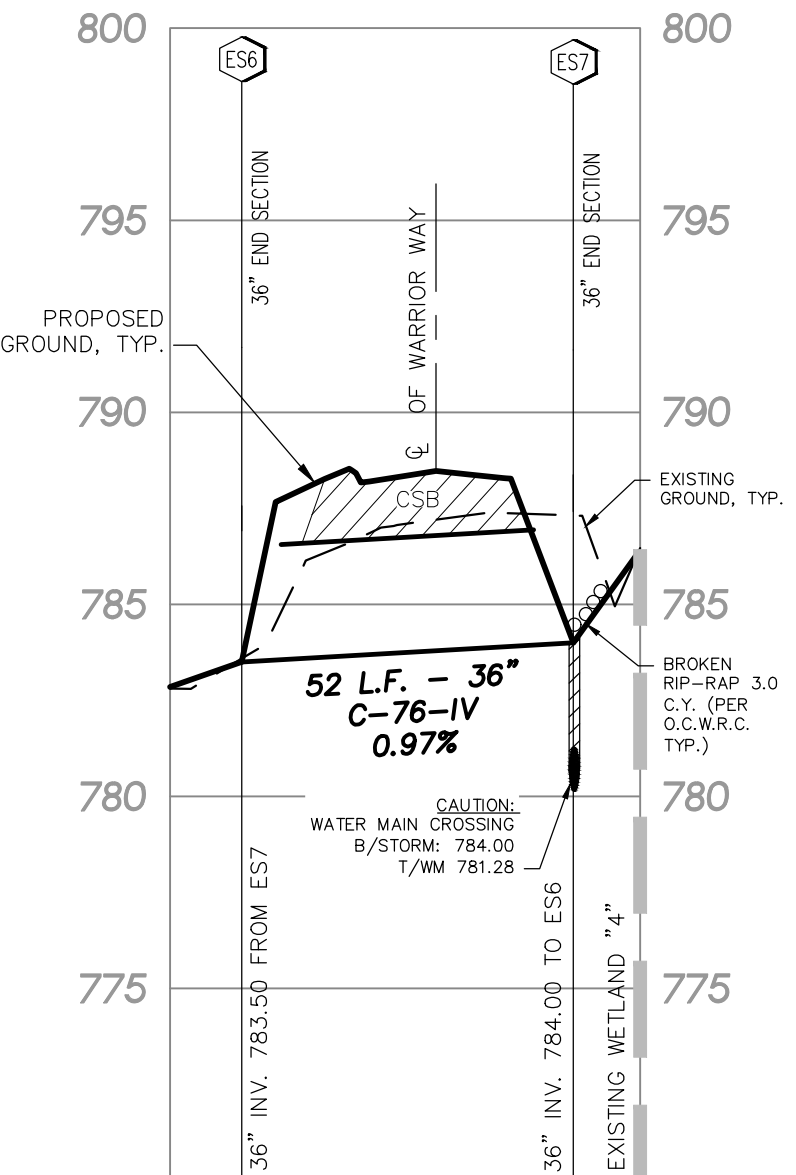 800
800
ES6
ES7
36" END SECTION
36" END SECTION
795
795
℄ OF WARRIOR WAY
PROPOSED
GROUND, TYP.
790
790
EXISTING
GROUND, TYP.
CSB
785
785
BROKEN
RIP-RAP 3.0
C.Y. (PER
O.C.W.R.C.
TYP.)
52 L.F. - 36"
C-76-IV
0.97%
780
780
CAUTION:
WATER MAIN CROSSING
B/STORM: 784.00
T/WM 781.28
775
775
36" INV. 783.50 FROM ES7
36" INV. 784.00 TO ES6
EXISTING WETLAND "4"